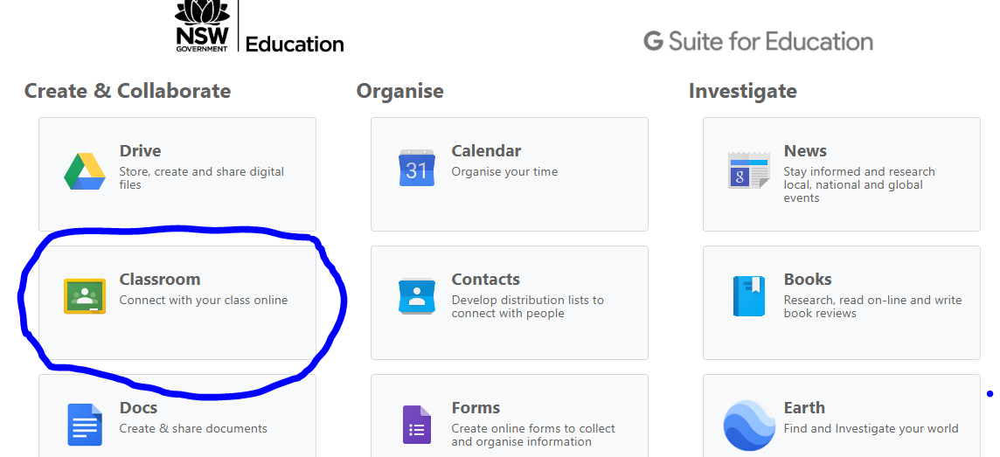 NSW
GOVERNMENT
Education
G Suite for Education
Create & Collaborate
Drive
Store, create and share digital
files
Classroom
Connect with your class online
Docs
Create & share documents
Organise
31
Calendar
Organise your time
Contacts
Develop distribution lists to
connect with people
Forms
Create online forms to collect
and organise information
Investigate
g
News
Stay informed and research
local, national and global
events
Books
Research, read on-line and write
book reviews
Earth
Find and Investigate your world